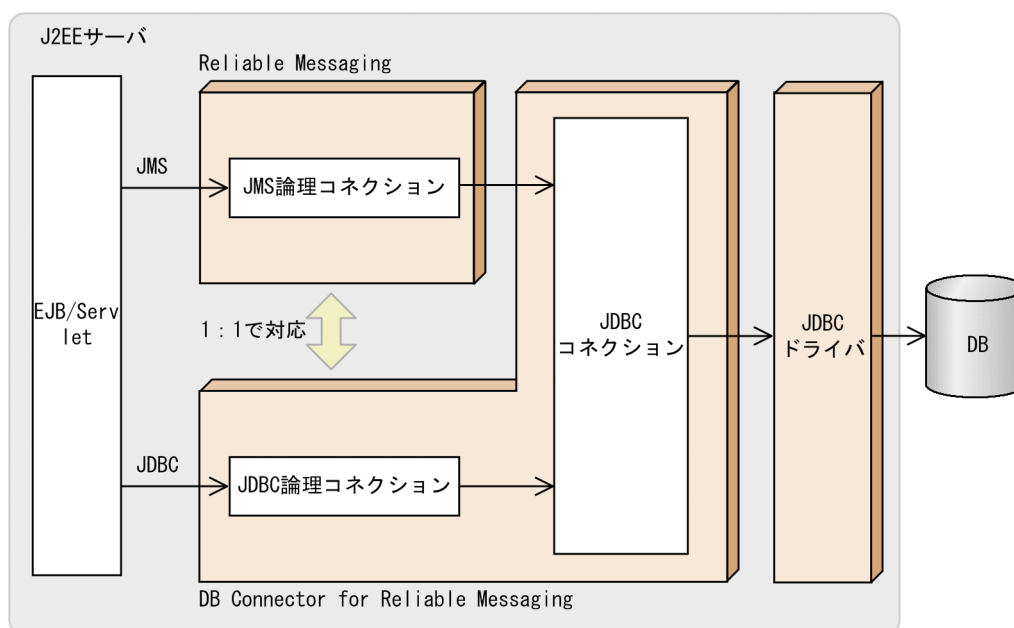 J2EEサーバ
Reliable Messaging
JMS
JMS論理コネクション
EJB/Serv
let
1:1で対応
JDBC
コネクション
JDBC
ドライバ
DB
JDBC
JDBC論理コネクション
DB Connector for Reliable Messaging